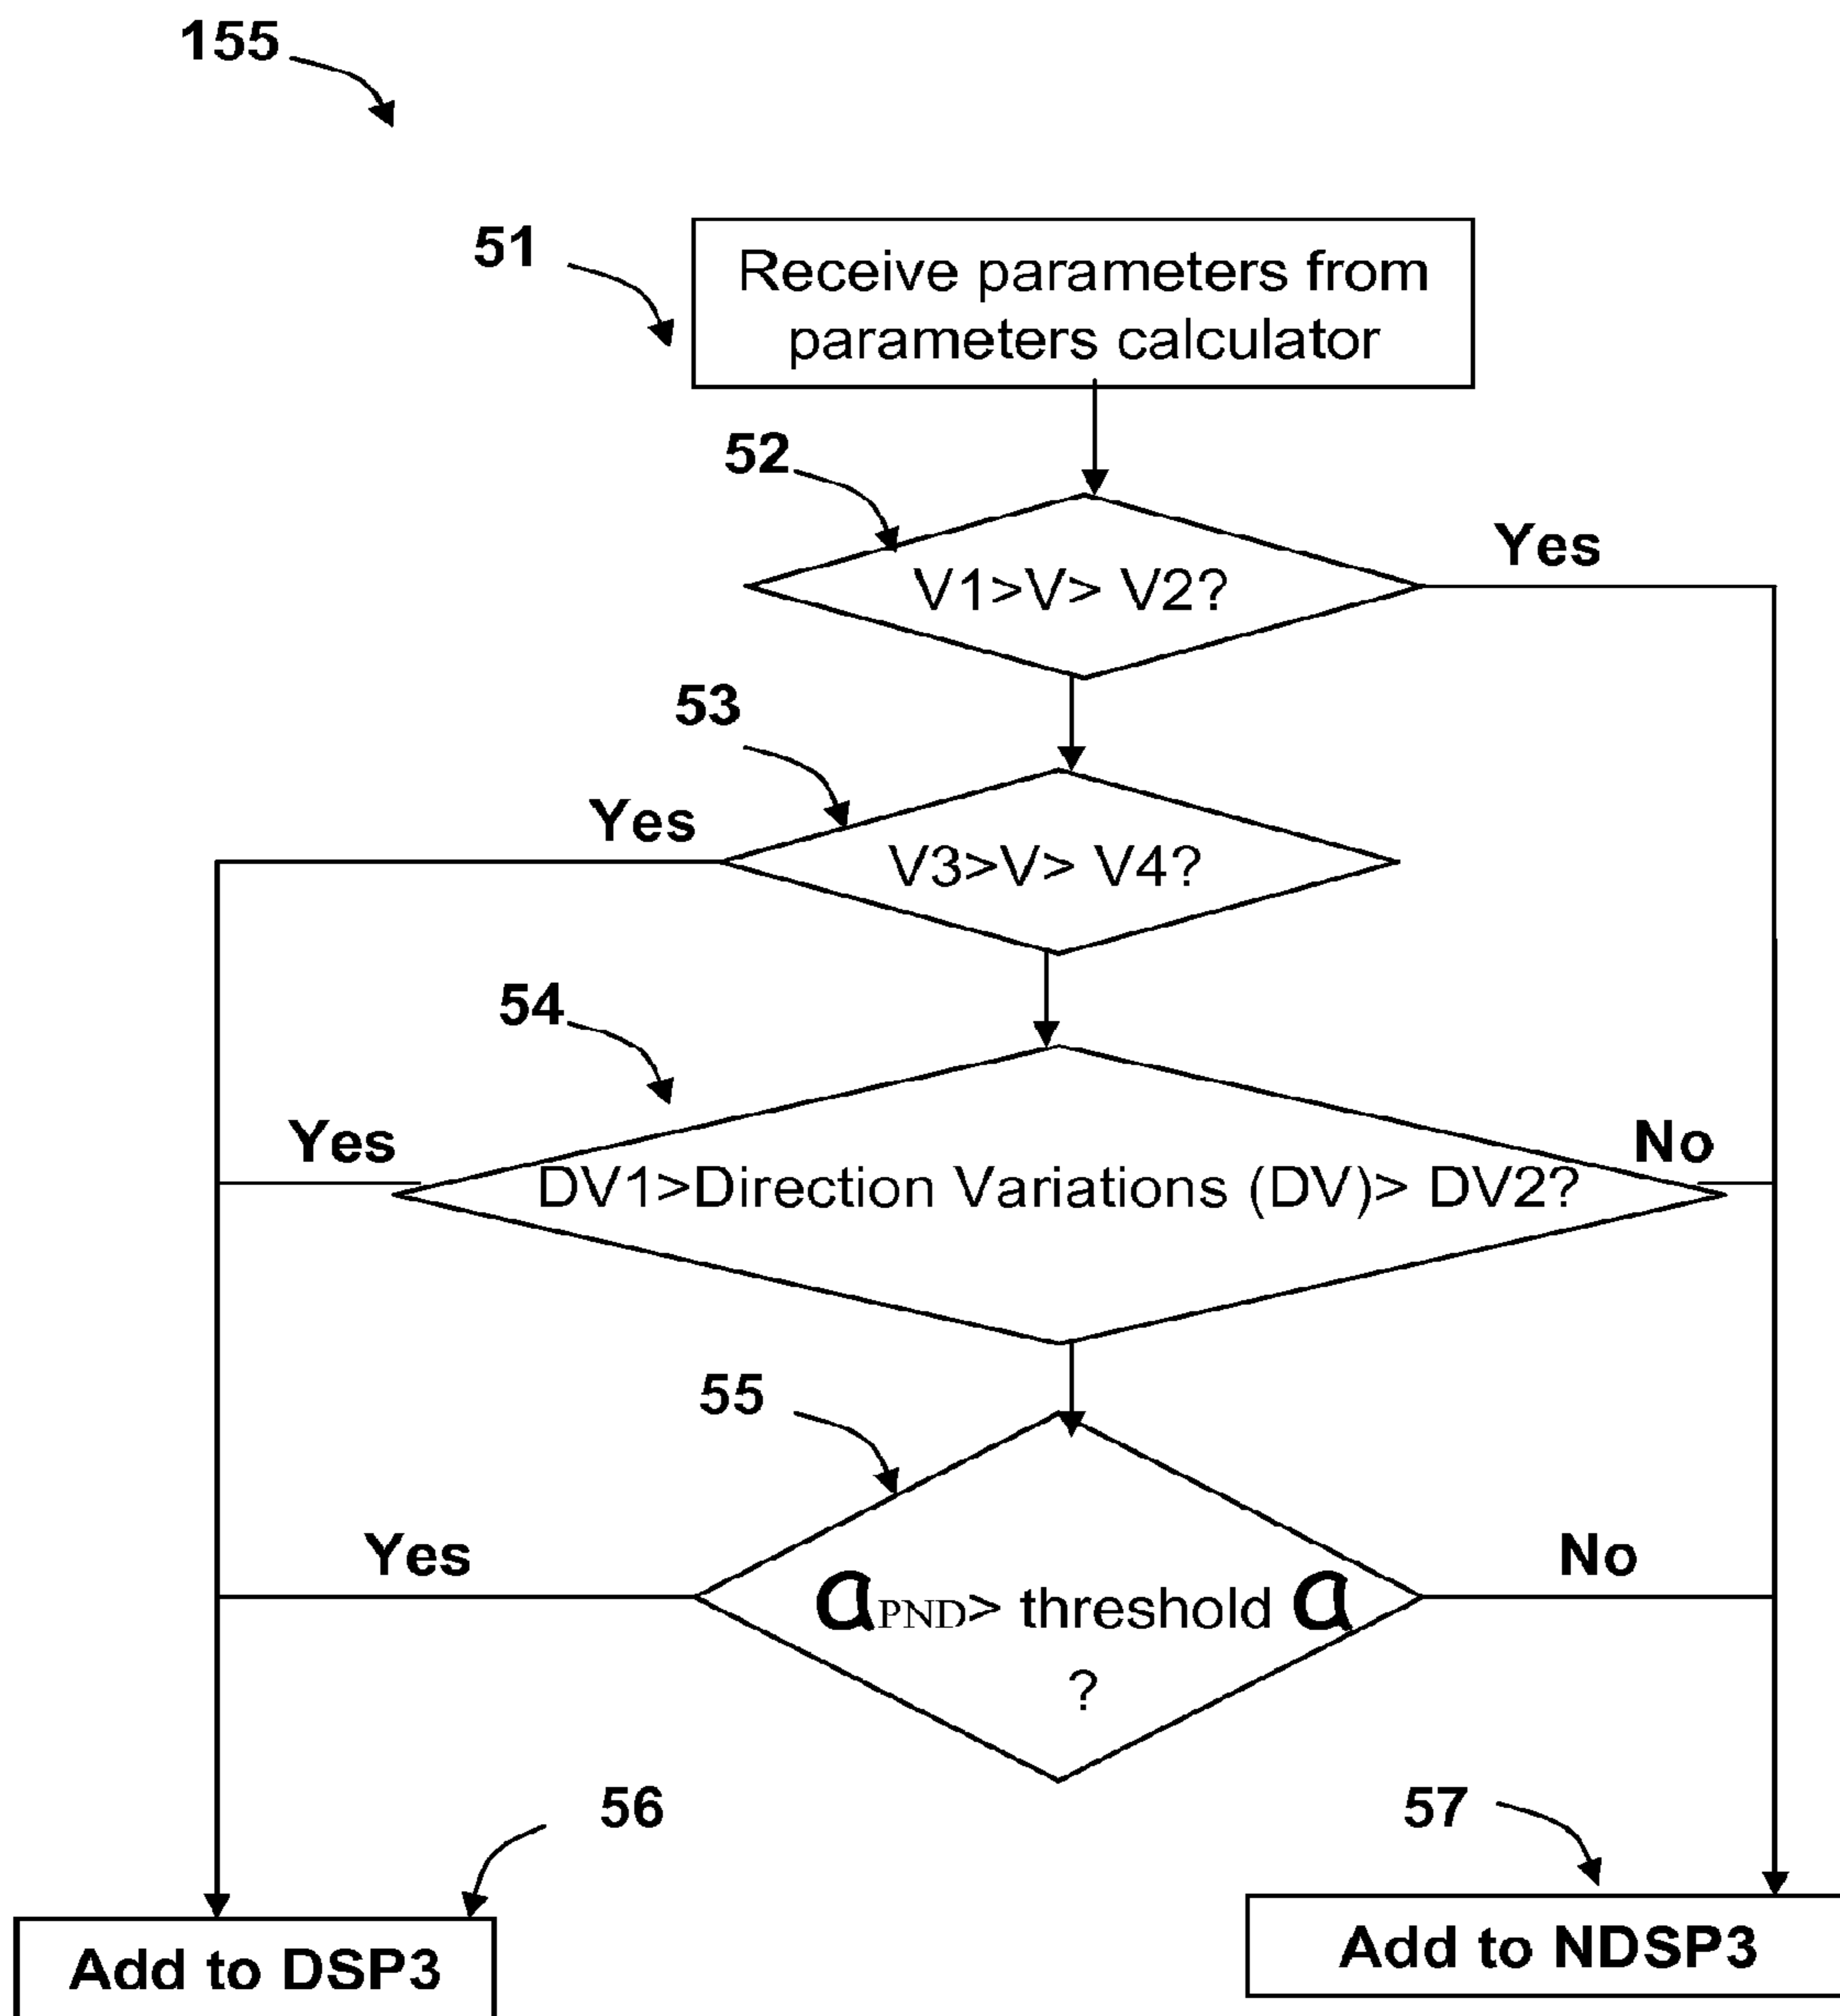 155
51
Receive parameters from
parameters calculator
52
Yes
V1>V> V2?
53
Yes
V3>V> V4?
54
Yes
No
DV1>Direction Variations (DV)> DV2?
55
Yes
No
aPND> threshold a
?
56
57
Add to DSP3
Add to NDSP3